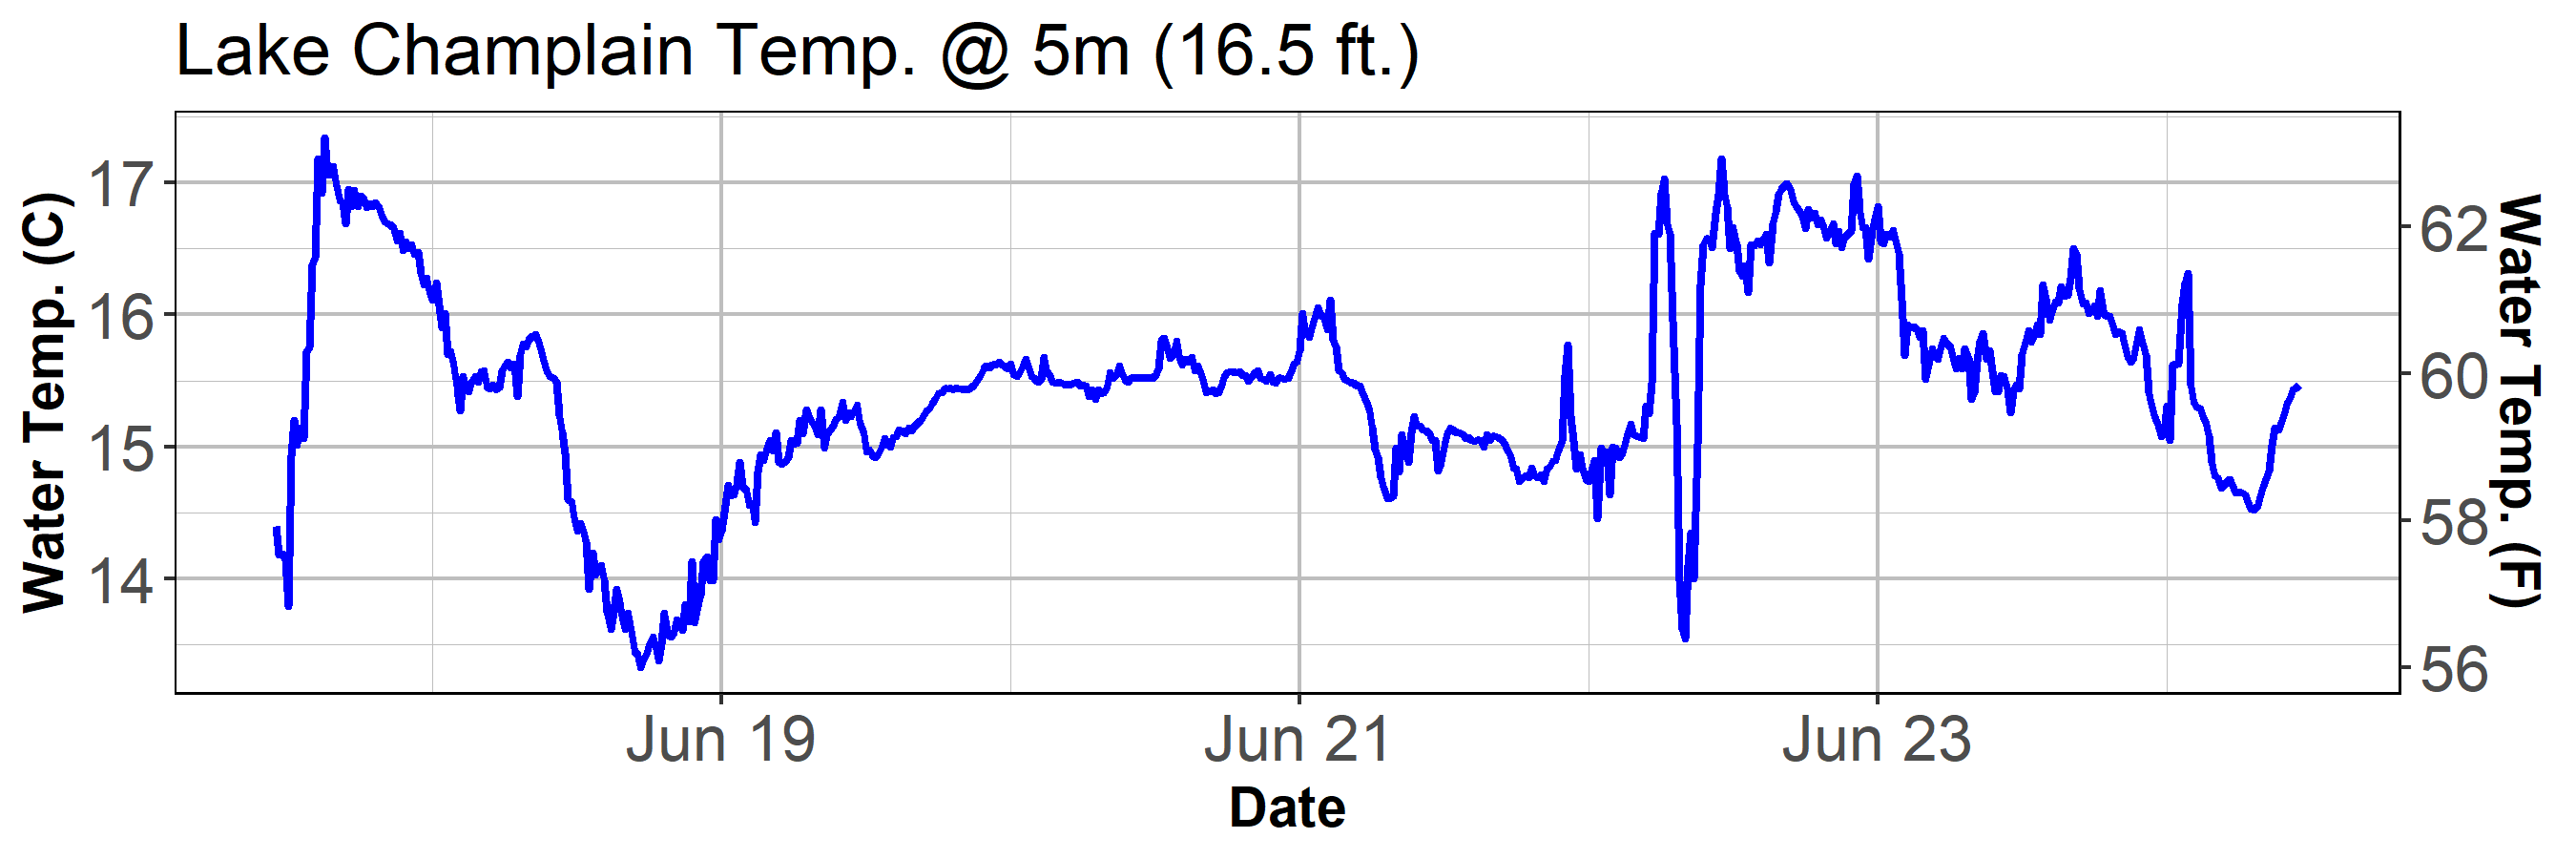 Lake Champlain Temp. @ 5m (16.5 ft.)
Water Temp. (C)
17
16
15
14
62
60
58
56
Water Temp. (F)
Jun 19
Jun 21
Jun 23
Date